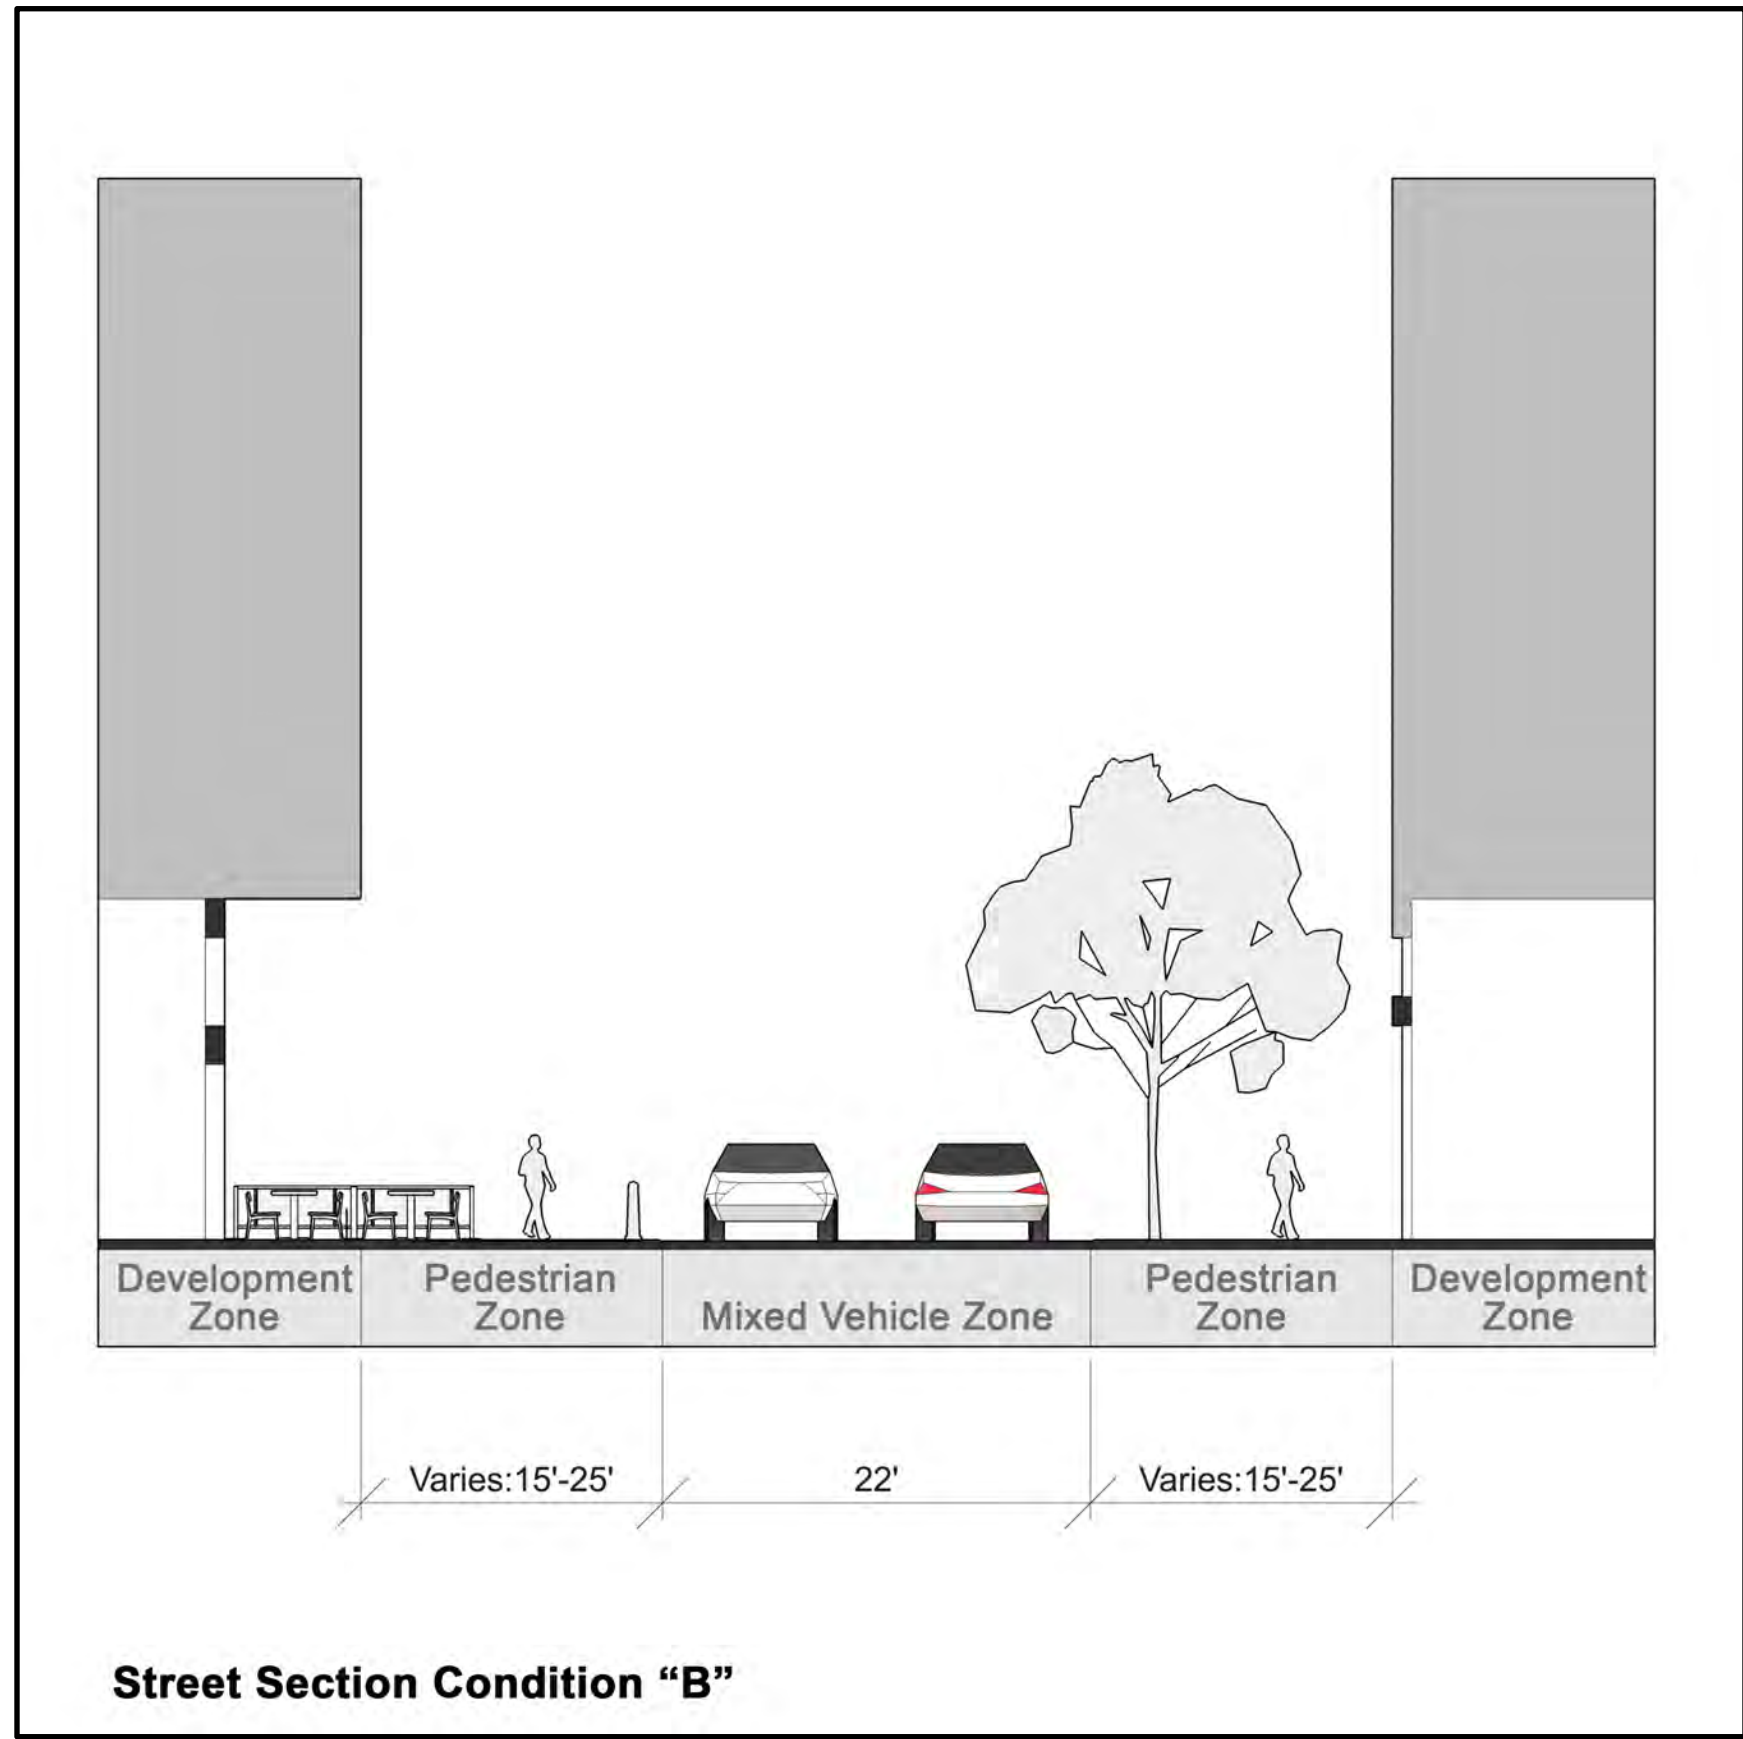 Development
Zone
Pedestrian
Zone
Mixed Vehicle Zone
Pedestrian
Zone
Development
Zone
Varies:15'-25'
22'
Varies:15'-25'
Street Section Condition “B”